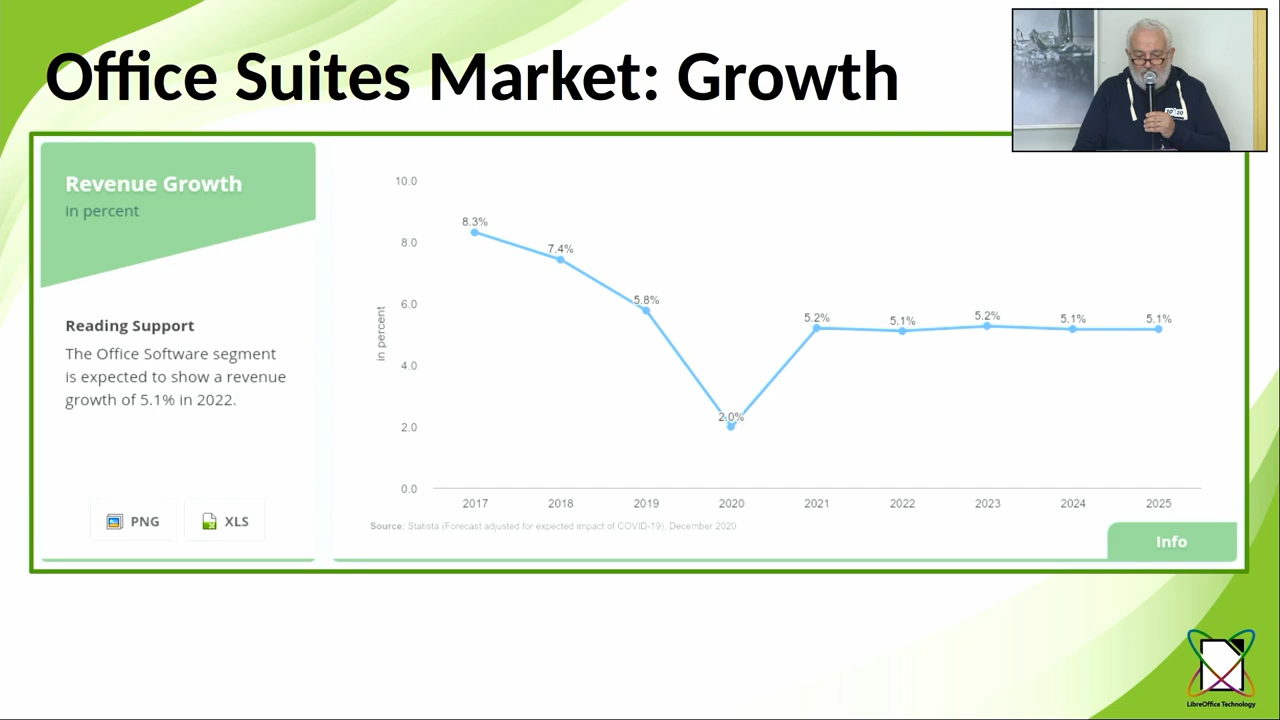 Office Suites Market: Growth
Revenue Growth
in percent
Reading Support
The Office Software segment
is expected to show a revenue
growth of 5.1% in 2022.
PNG
XLS
in percent
10.0
8.0
6.0
4.0
2.0
0.0
8.3%
7.4%
5.8%
2.0%
5.2%
5.1%
5.2%
5.1%
5.1%
2017
2018
2019
2020
2021
2022
2023
2024
2025
Source: Statista (Forecast adjusted for expected impact of COVID-19), December 2020
Info
LibreOffice Technology